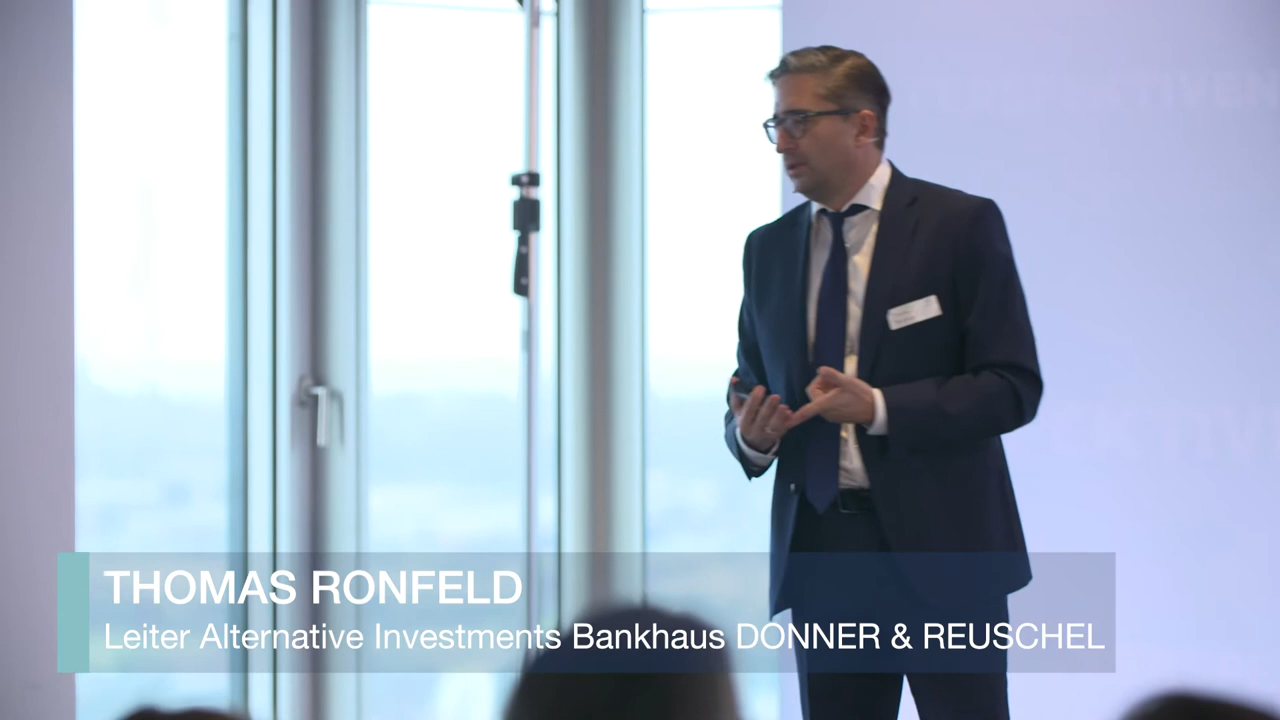 THOMAS RONFELD
Leiter Alternative Investments Bankhaus DONNER & REUSCHEL